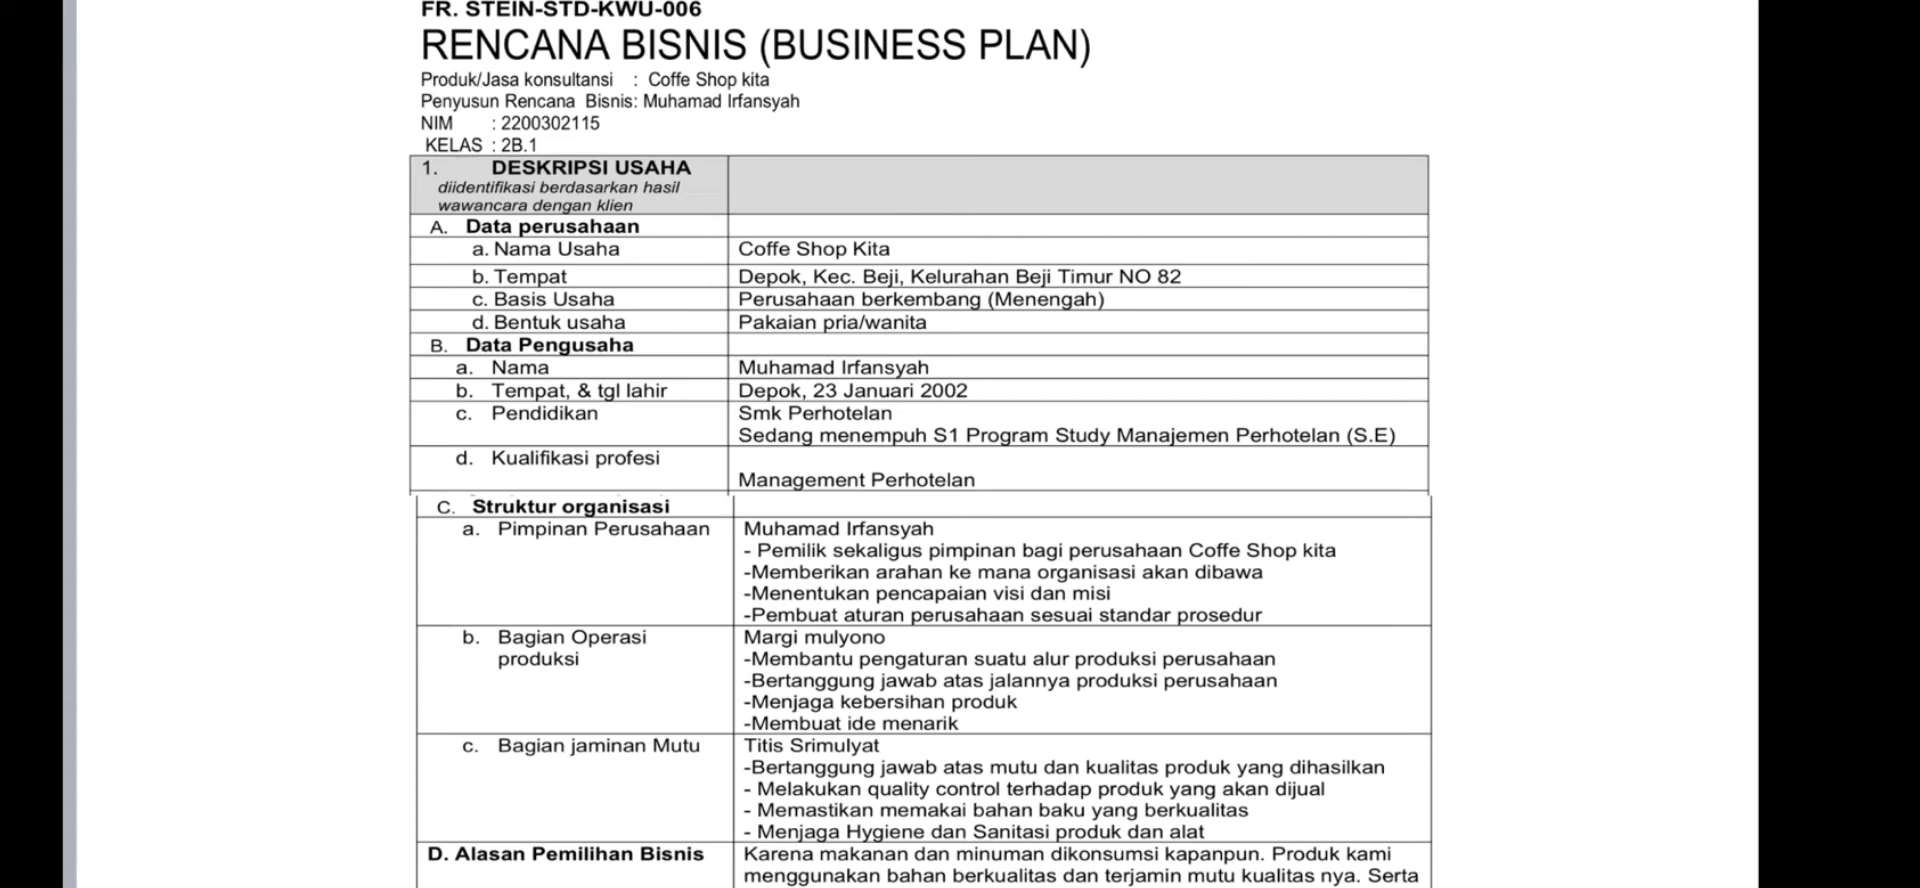 FR. STEIN-STD-KWU-006
RENCANA BISNIS (BUSINESS PLAN)
Produk/Jasa konsultansi : Coffe Shop kita
Penyusun Rencana Bisnis: Muhamad Irfansyah
NIM : 2200302115
KELAS : 2B.1
1. DESKRIPSI USAHA
diidentifikasi berdasarkan hasil
wawancara dengan klien
A. Data perusahaan
a. Nama Usaha Coffe Shop Kita
b. Tempat Depok, Kec. Beji, Kelurahan Beji Timur NO 82
c. Basis Usaha Perusahaan berkembang (Menengah)
d. Bentuk usaha Pakaian pria/wanita
B. Data Pengusaha
a. Nama Muhamad Irfansyah
b. Tempat, & tgl lahir Depok, 23 Januari 2002
c. Pendidikan Smk Perhotelan
Sedang menempuh S1 Program Study Manajemen Perhotelan (S.E)
d. Kualifikasi profesi
Management Perhotelan
C. Struktur organisasi
a. Pimpinan Perusahaan Muhamad Irfansyah
- Pemilik sekaligus pimpinan bagi perusahaan Coffe Shop kita
-Memberikan arahan ke mana organisasi akan dibawa
-Menentukan pencapaian visi dan misi
-Pembuat aturan perusahaan sesuai standar prosedur
b. Bagian Operasi Margi mulyono
produksi -Membantu pengaturan suatu alur produksi perusahaan
-Bertanggung jawab atas jalannya produksi perusahaan
-Menjaga kebersihan produk
-Membuat ide menarik
c. Bagian jaminan Mutu Titis Srimulyat
-Bertanggung jawab atas mutu dan kualitas produk yang dihasilkan
- Melakukan quality control terhadap produk yang akan dijual
- Memastikan memakai bahan baku yang berkualitas
- Menjaga Hygiene dan Sanitasi produk dan alat
D. Alasan Pemilihan Bisnis Karena makanan dan minuman dikonsumsi kapanpun. Produk kami
menggunakan bahan berkualitas dan terjamin mutu kualitas nya. Serta